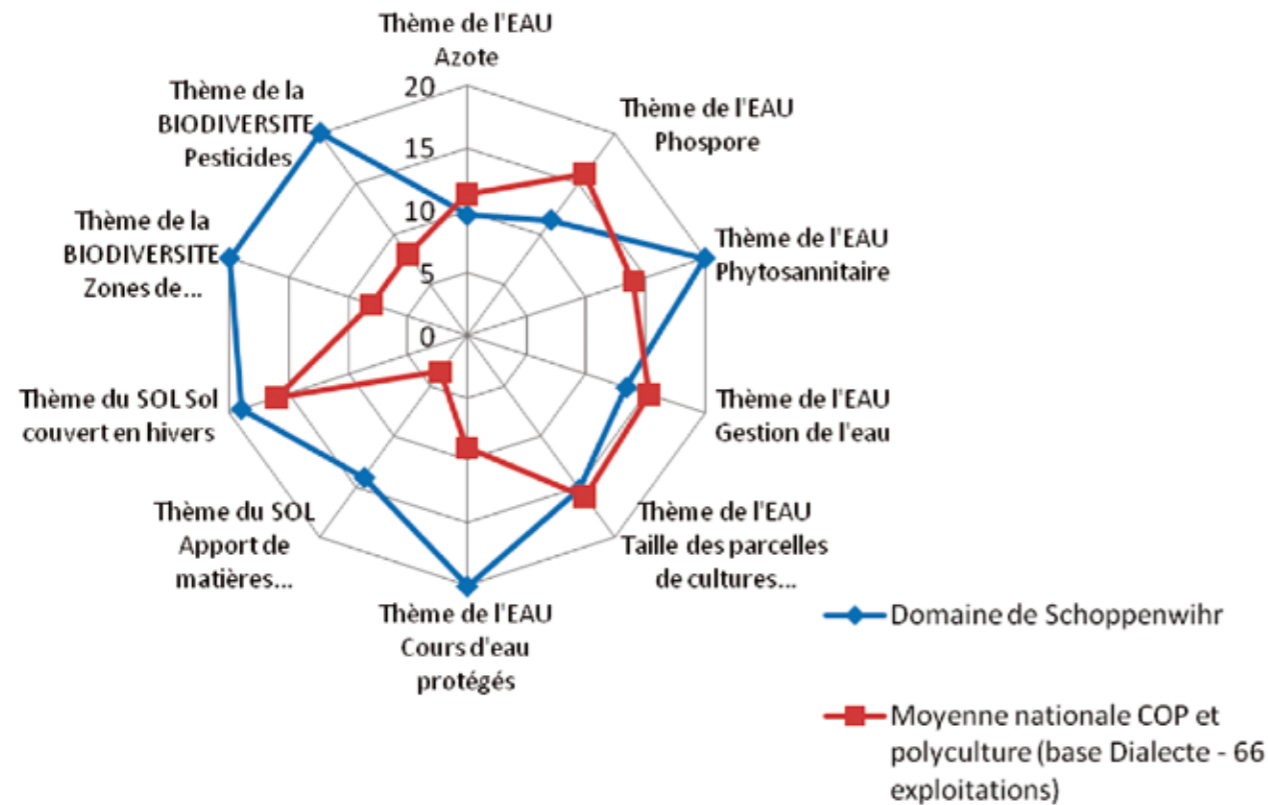 Thème de l'EAU
Azote
Thème de l'EAU
Phospore
Thème de l'EAU
Phytosannitaire
Thème de l'EAU
Gestion de l'eau
Thème de l'EAU
Taille des parcelles
de cultures...
Thème de l'EAU
Cours d'eau
protégés
Thème du SOL
Apport de
matières...
Thème du SOL Sol
couvert en hivers
Thème de la
BIODIVERSITE
Zones de...
Thème de la
BIODIVERSITE
Pesticides
20
15
10
5
0
Domaine de Schoppenwihr
Moyenne nationale COP et
polyculture (base Dialecte - 66
exploitations)